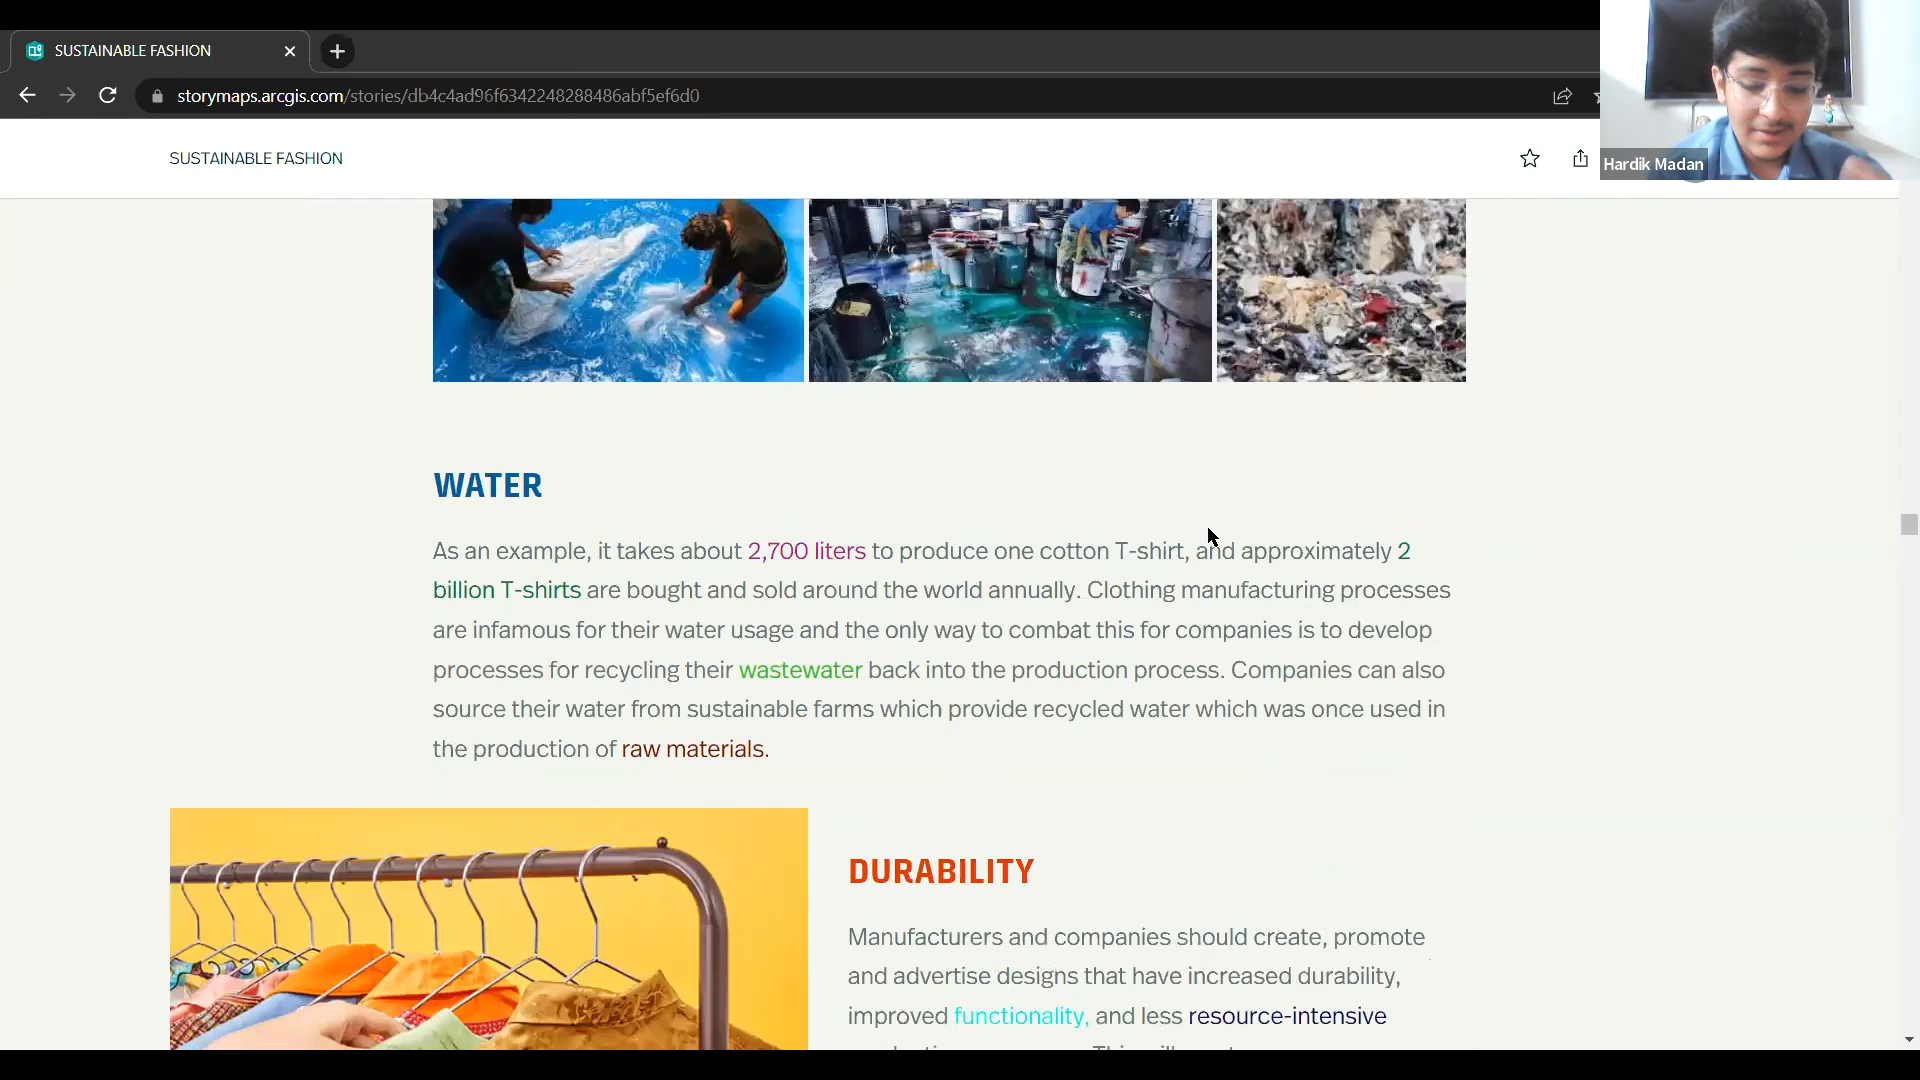 SUSTAINABLE FASHION
storymaps.arcgis.com/stories/db4c4ad96f6342248288486abf5ef6d0
Hardik Madan
SUSTAINABLE FASHION
WATER
As an example, it takes about 2,700 liters to produce one cotton T-shirt, and approximately 2
billion T-shirts are bought and sold around the world annually. Clothing manufacturing processes
are infamous for their water usage and the only way to combat this for companies is to develop
processes for recycling their wastewater back into the production process. Companies can also
source their water from sustainable farms which provide recycled water which was once used in
the production of raw materials.
DURABILITY
Manufacturers and companies should create, promote
and advertise designs that have increased durability,
improved functionality, and less resource-intensive